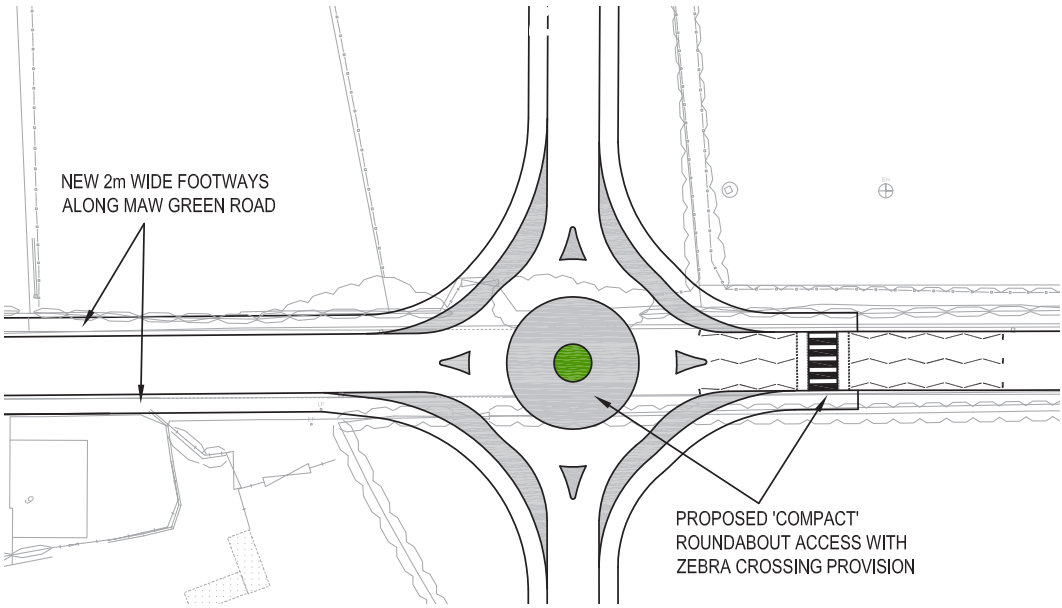 NEW 2m WIDE FOOTWAYS
ALONG MAW GREEN ROAD
PROPOSED 'COMPACT'
ROUNDABOUT ACCESS WITH
ZEBRA CROSSING PROVISION